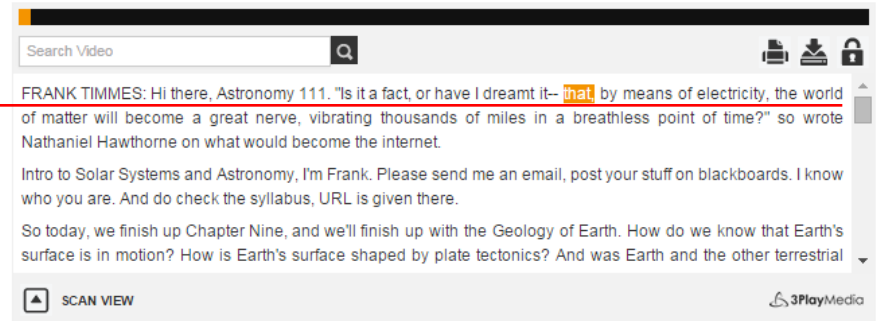 Search Video
FRANK TIMMES: Hi there, Astronomy 111. "Is it a fact, or have I dreamt it-- that, by means of electricity, the world
of matter will become a great nerve, vibrating thousands of miles in a breathless point of time?" so wrote
Nathaniel Hawthorne on what would become the internet.
Intro to Solar Systems and Astronomy, I'm Frank. Please send me an email, post your stuff on blackboards. I know
who you are. And do check the syllabus, URL is given there.
So today, we finish up Chapter Nine, and we'll finish up with the Geology of Earth. How do we know that Earth's
surface is in motion? How is Earth's surface shaped by plate tectonics? And was Earth and the other terrestrial
SCAN VIEW
3PlayMedia